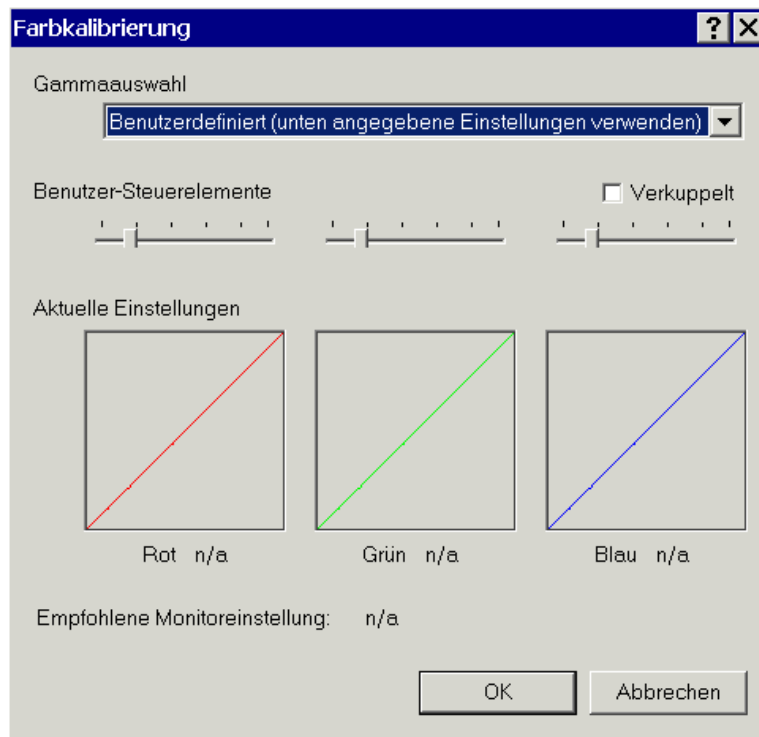 Farbkalibrierung
Gammaauswahl
Benutzerdefiniert (unten angegebene Einstellungen verwenden)
Benutzer-Steuerelemente
Verkuppelt
Aktuelle Einstellungen
Rot n/a
Grün n/a
Blau n/a
Empfohlene Monitoreinstellung: n/a
OK
Abbrechen